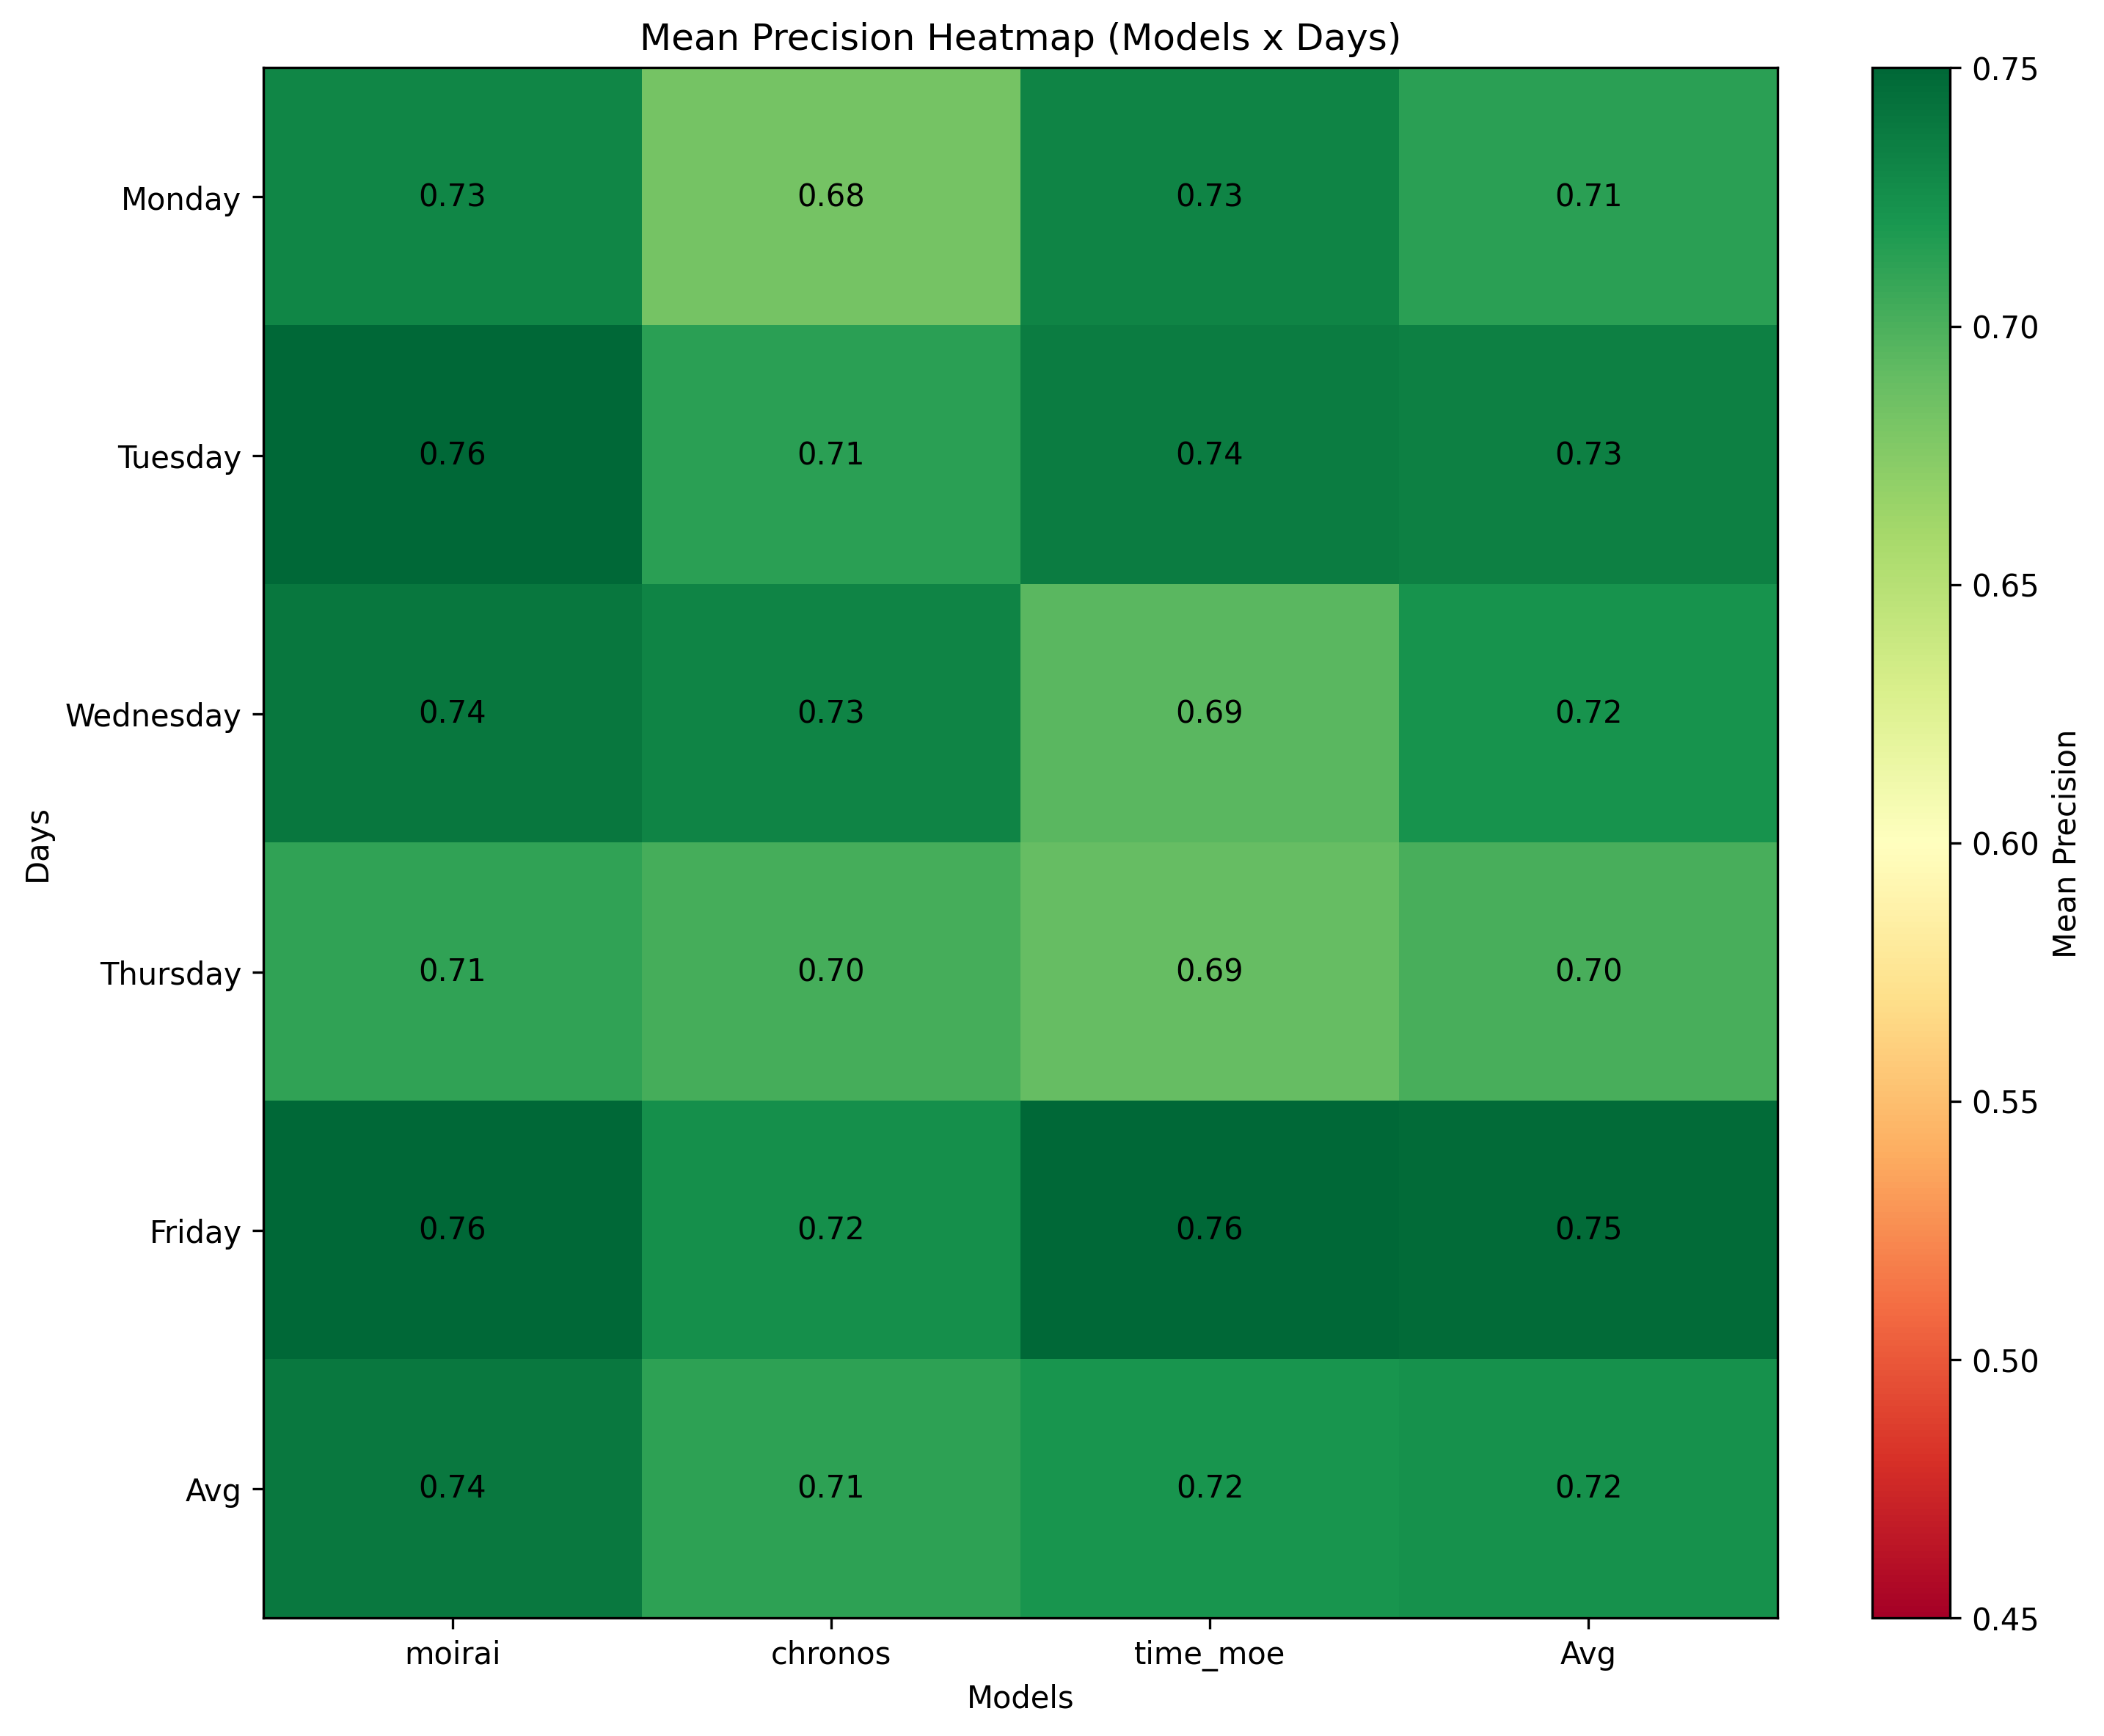 Mean Precision Heatmap (Models x Days)
Monday 0.73 0.68 0.73 0.71
Tuesday 0.76 0.71 0.74 0.73
Wednesday 0.74 0.73 0.69 0.72
Thursday 0.71 0.70 0.69 0.70
Friday 0.76 0.72 0.76 0.75
Avg 0.74 0.71 0.72 0.72
moirai chronos time_moe Avg
Models
Days
0.75
0.70
0.65
0.60
0.55
0.50
0.45
Mean Precision